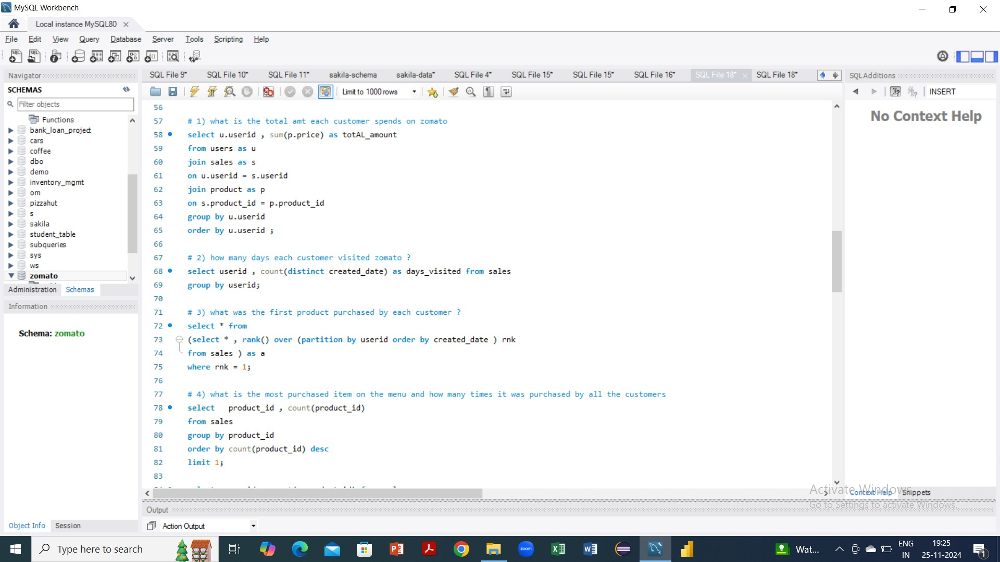 MySQL Workbench
Local instance MySQL80
File Edit View Query Database Server Tools Scripting Help
Navigator
SCHEMAS
Filter objects
Functions
bank_loan_project
cars
coffee
dbo
demo
inventory_mgmt
om
pizzahut
s
sakila
student_table
subqueries
sys
ws
zomato
Administration Schemas
Information
Schema: zomato
Object Info Session
SQL File 9* SQL File 10* SQL File 11* sakila-schema sakila-data* SQL File 4* SQL File 15* SQL File 15* SQL File 16* SQL File 18* SQL File 18*
Limit to 1000 rows
56
57 # 1) what is the total amt each customer spends on zomato
58 select u.userid , sum(p.price) as totAL_amount
59 from users as u
60 join sales as s
61 on u.userid = s.userid
62 join product as p
63 on s.product_id = p.product_id
64 group by u.userid
65 order by u.userid ;
66
67 # 2) how many days each customer visited zomato ?
68 select userid , count(distinct created_date) as days_visited from sales
69 group by userid;
70
71 # 3) what was the first product purchased by each customer ?
72 select * from
73 (select * , rank() over (partition by userid order by created_date ) rnk
74 from sales ) as a
75 where rnk = 1;
76
77 # 4) what is the most purchased item on the menu and how many times it was purchased by all the customers
78 select product_id , count(product_id)
79 from sales
80 group by product_id
81 order by count(product_id) desc
82 limit 1;
83
Output
Action Output
SQLAdditions
INSERT
No Context Help
Context Help Snippets
Activate Windows
Go to Settings to activate Windows.
Type here to search
zoom
Wat...
ENG
IN
19:25
25-11-2024
1